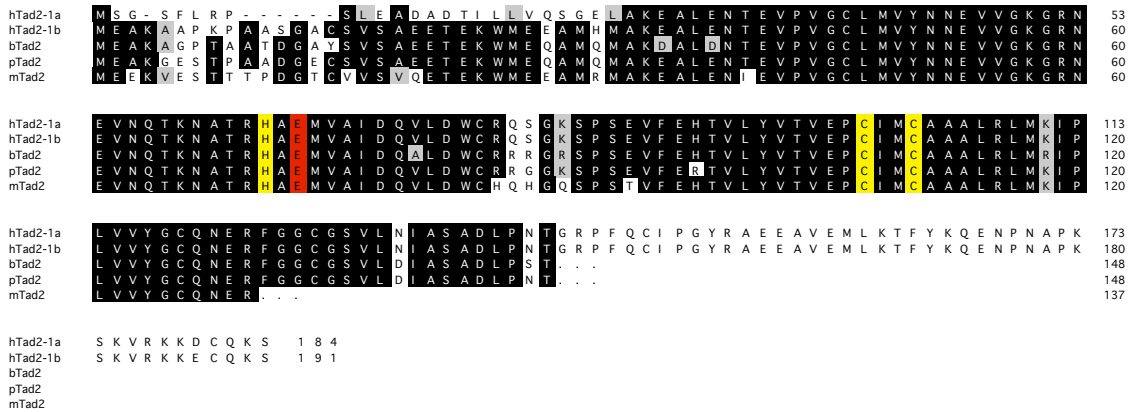 hTad2-1a M S G - S F L R P - - - - - - S L E A D A D T I L L V Q S G E L A K E A L E N T E V P V G C L M V Y N N E V V G K G R N 53
hTad2-1b M E A K A A P K P A A S G A C S V S A E E T E K W M E E A M H M A K E A L E N T E V P V G C L M V Y N N E V V G K G R N 60
bTad2 M E A K A G P T A A T D G A Y S V S A E E T E K W M E Q A M Q M A K D A L D N T E V P V G C L M V Y N N E V V G K G R N 60
pTad2 M E A K G E S T P A A D G E C S V S A E E T E K W M E Q A M Q M A K E A L E N T E V P V G C L M V Y N N E V V G K G R N 60
mTad2 M E E K V E S T T T P D G T C V V S V Q E T E K W M E E A M R M A K E A L E N I E V P V G C L M V Y N N E V V G K G R N 60
hTad2-1a E V N Q T K N A T R H A E M V A I D Q V L D W C R Q S G K S P S E V F E H T V L Y V T V E P C I M C A A A L R L M K I P 113
hTad2-1b E V N Q T K N A T R H A E M V A I D Q V L D W C R Q S G K S P S E V F E H T V L Y V T V E P C I M C A A A L R L M K I P 120
bTad2 E V N Q T K N A T R H A E M V A I D Q A L D W C R R R G R S P S E V F E H T V L Y V T V E P C I M C A A A L R L M R I P 120
pTad2 E V N Q T K N A T R H A E M V A I D Q V L D W C R R G G K S P S E V F E R T V L Y V T V E P C I M C A A A L R L M K I P 120
mTad2 E V N Q T K N A T R H A E M V A I D Q V L D W C H Q H G Q S P S T V F E H T V L Y V T V E P C I M C A A A L R L M K I P 120
hTad2-1a L V V Y G C Q N E R F G G C G S V L N I A S A D L P N T G R P F Q C I P G Y R A E E A V E M L K T F Y K Q E N P N A P K 173
hTad2-1b L V V Y G C Q N E R F G G C G S V L N I A S A D L P N T G R P F Q C I P G Y R A E E A V E M L K T F Y K Q E N P N A P K 180
bTad2 L V V Y G C Q N E R F G G C G S V L D I A S A D L P S T . . . 148
pTad2 L V V Y G C Q N E R F G G C G S V L D I A S A D L P N T . . . 148
mTad2 L V V Y G C Q N E R . . . 137
hTad2-1a S K V R K K D C Q K S 1 8 4
hTad2-1b S K V R K K E C Q K S 1 9 1
bTad2
pTad2
mTad2